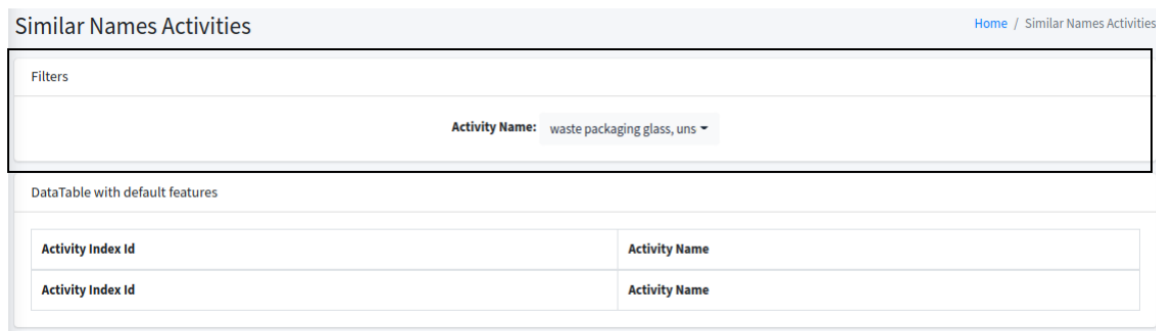 Similar Names Activities
Home / Similar Names Activities
Filters
Activity Name: waste packaging glass, uns
DataTable with default features
Activity Index Id Activity Name
Activity Index Id Activity Name